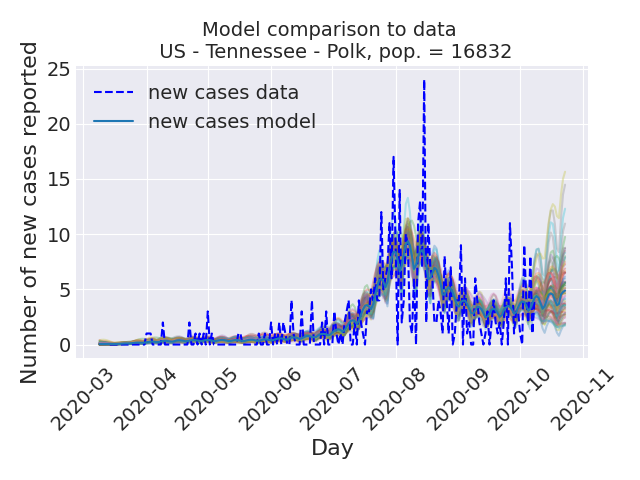 Model comparison to data
US - Tennessee - Polk, pop. = 16832
Number of new cases reported
25
20
15
10
5
0
new cases data
new cases model
2020-03
2020-04
2020-05
2020-06
2020-07
2020-08
2020-09
2020-10
2020-11
Day